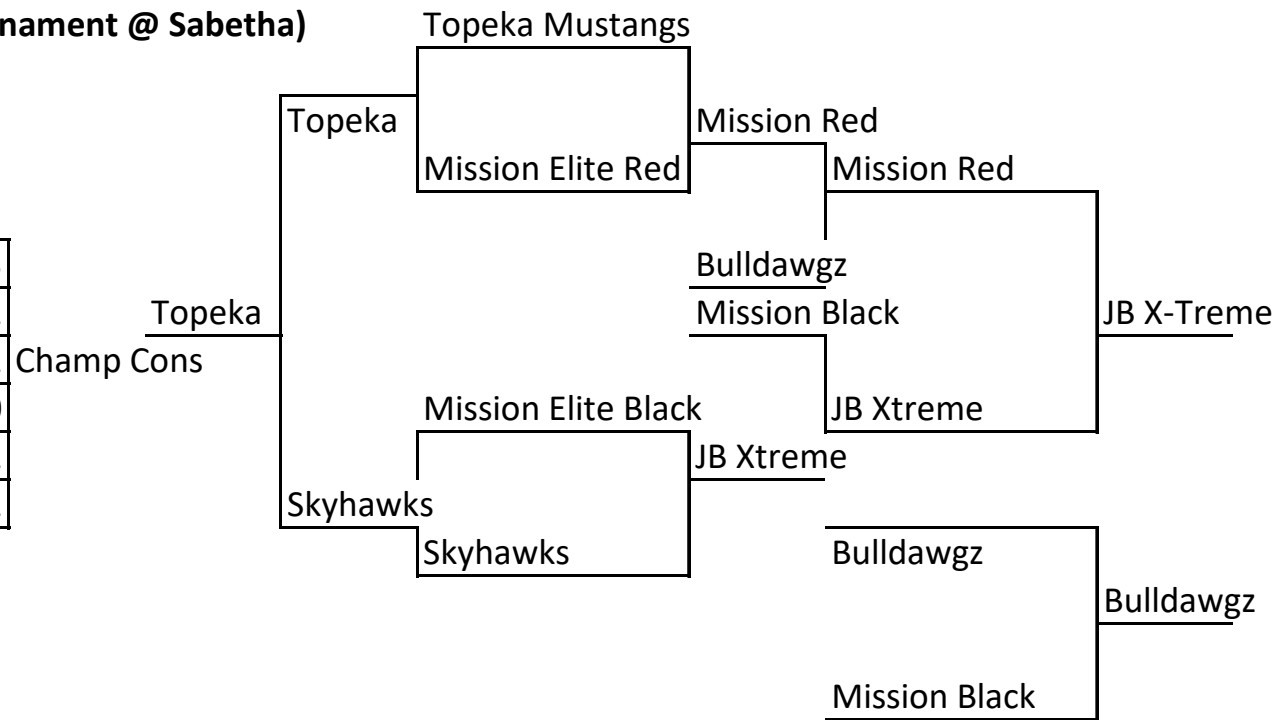 nament @ Sabetha)
Topeka Mustangs
Topeka
Mission Red
Mission Elite Red
Mission Red
Bulldawgz
Topeka
Mission Black
JB X-Treme
Champ Cons
Mission Elite Black
JB Xtreme
JB Xtreme
Skyhawks
Skyhawks
Bulldawgz
Bulldawgz
Mission Black